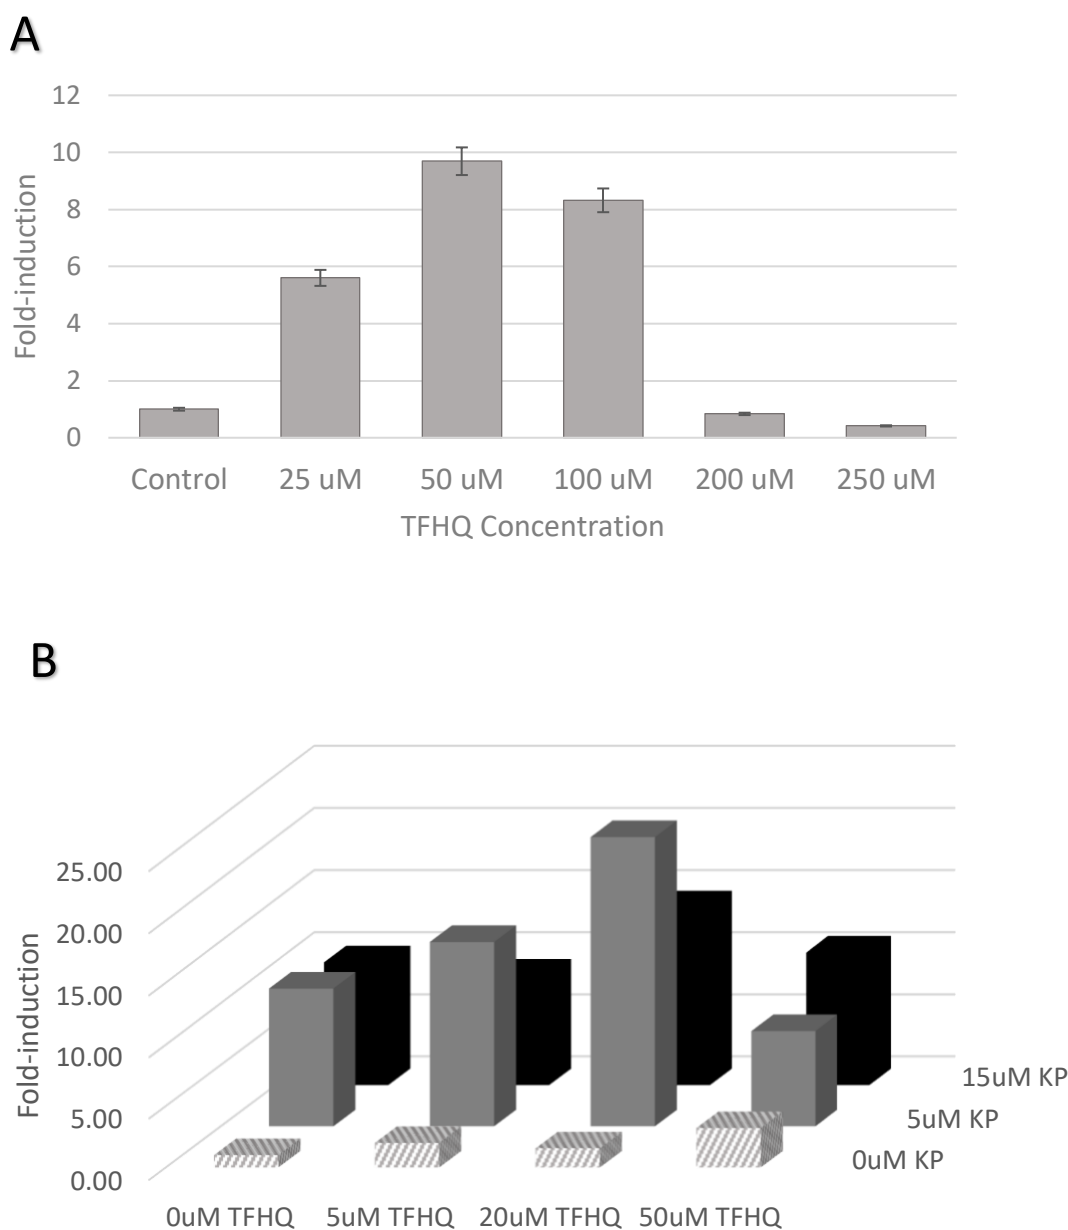 A
12
10
8
6
4
2
0
Fold-induction
Control 25 uM 50 uM 100 uM 200 uM 250 uM
TFHQ Concentration
B
25.00
20.00
15.00
10.00
5.00
0.00
Fold-induction
15uM KP
5uM KP
0uM KP
0uM TFHQ 5uM TFHQ 20uM TFHQ 50uM TFHQ